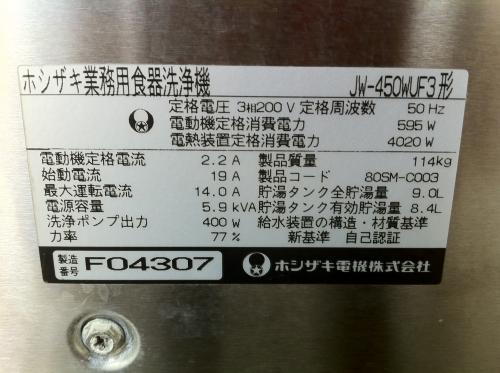 ホシザキ業務用食器洗浄機 JW-450WUF3形
定格電圧 3相200V 定格周波数 50Hz
電動機定格消費電力 595W
電熱装置定格消費電力 4020W
電動機定格電流 2.2A 製品質量 114kg
始動電流 19A 製品コード 80SM-C003
最大運転電流 14.0A 貯湯タンク全貯湯量 9.0L
電源容量 5.9kVA 貯湯タンク有効貯湯量 8.4L
洗浄ポンプ出力 400W 給水装置の構造・材質基準
力率 77% 新基準 自己認証
製造番号 F04307 ホシザキ電機株式会社